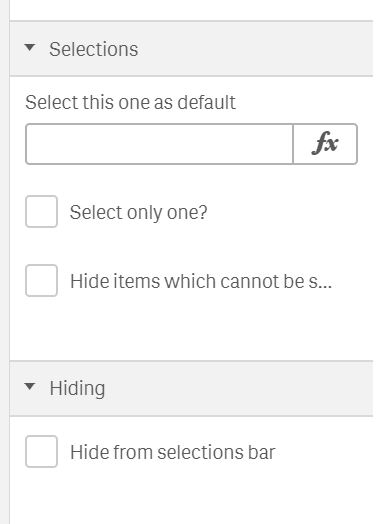 Selections
Select this one as default
fx
Select only one?
Hide items which cannot be s...
Hiding
Hide from selections bar